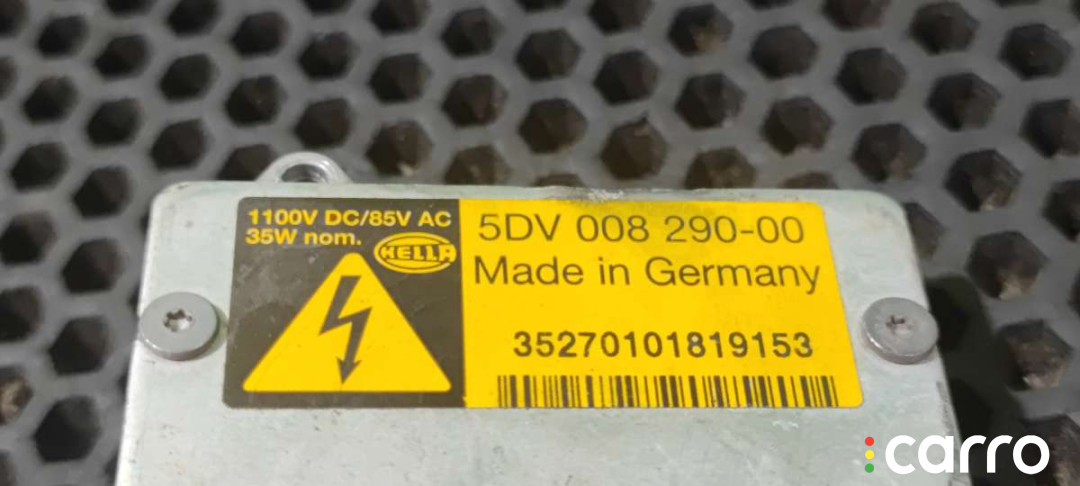 1100V DC/85V AC
35W nom.
HELLA
5DV 008 290-00
Made in Germany
35270101819153
carro